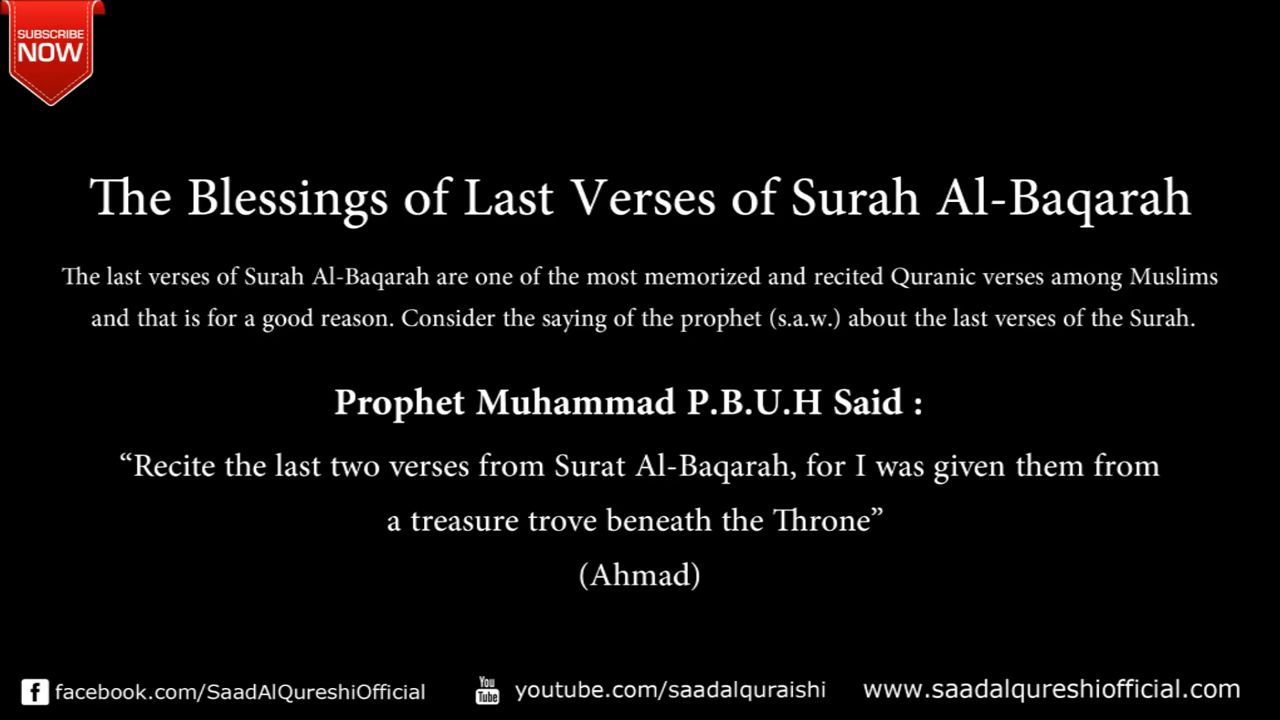 SUBSCRIBE
NOW
The Blessings of Last Verses of Surah Al-Baqarah
The last verses of Surah Al-Baqarah are one of the most memorized and recited Quranic verses among Muslims
and that is for a good reason. Consider the saying of the prophet (s.a.w.) about the last verses of the Surah.
Prophet Muhammad P.B.U.H Said :
“Recite the last two verses from Surat Al-Baqarah, for I was given them from
a treasure trove beneath the Throne”
(Ahmad)
f facebook.com/SaadAlQureshiOfficial You Tube youtube.com/saadalquraishi www.saadalqureshiofficial.com